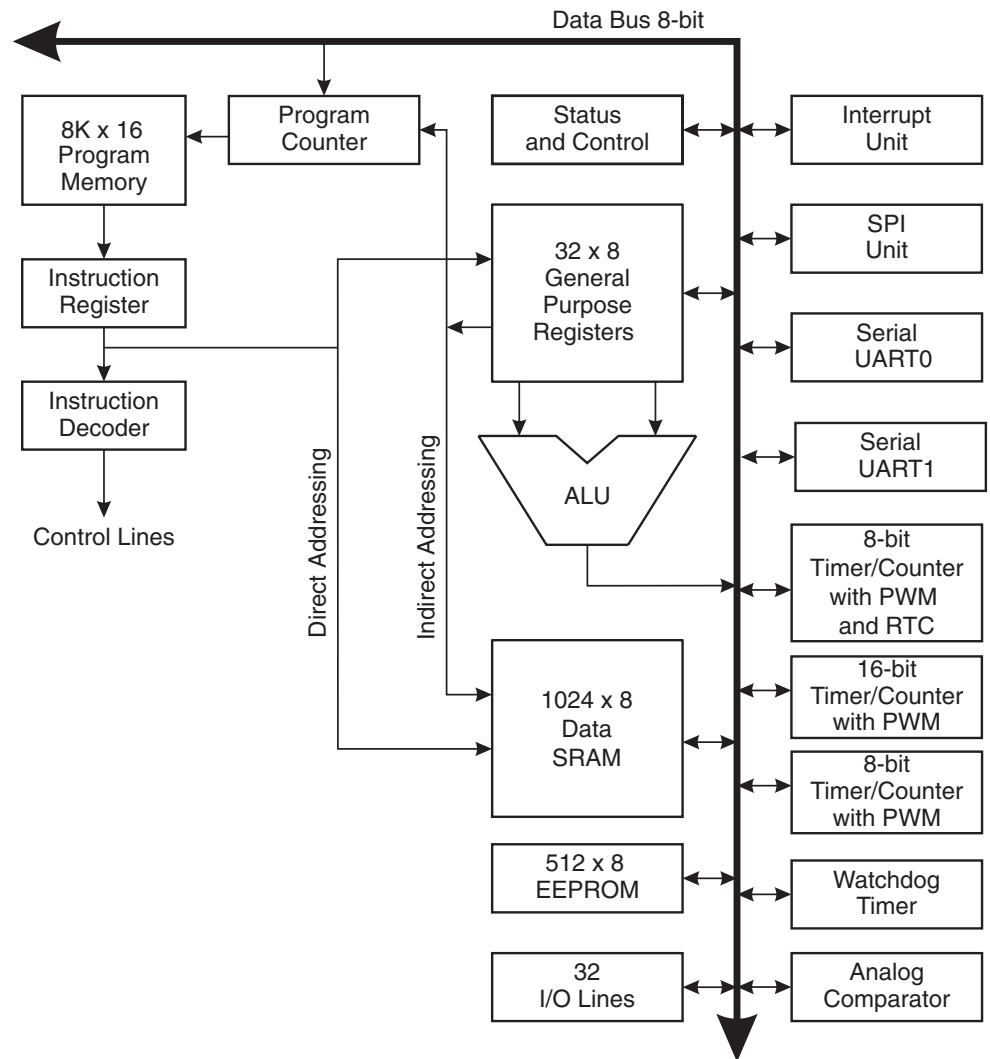 Data Bus 8-bit
8K x 16
Program
Memory
Program
Counter
Status
and Control
Interrupt
Unit
32 x 8
General
Purpose
Registers
SPI
Unit
Instruction
Register
Serial
UART0
Instruction
Decoder
Serial
UART1
ALU
Control Lines
Direct Addressing
Indirect Addressing
8-bit
Timer/Counter
with PWM
and RTC
1024 x 8
Data
SRAM
16-bit
Timer/Counter
with PWM
8-bit
Timer/Counter
with PWM
512 x 8
EEPROM
Watchdog
Timer
32
I/O Lines
Analog
Comparator